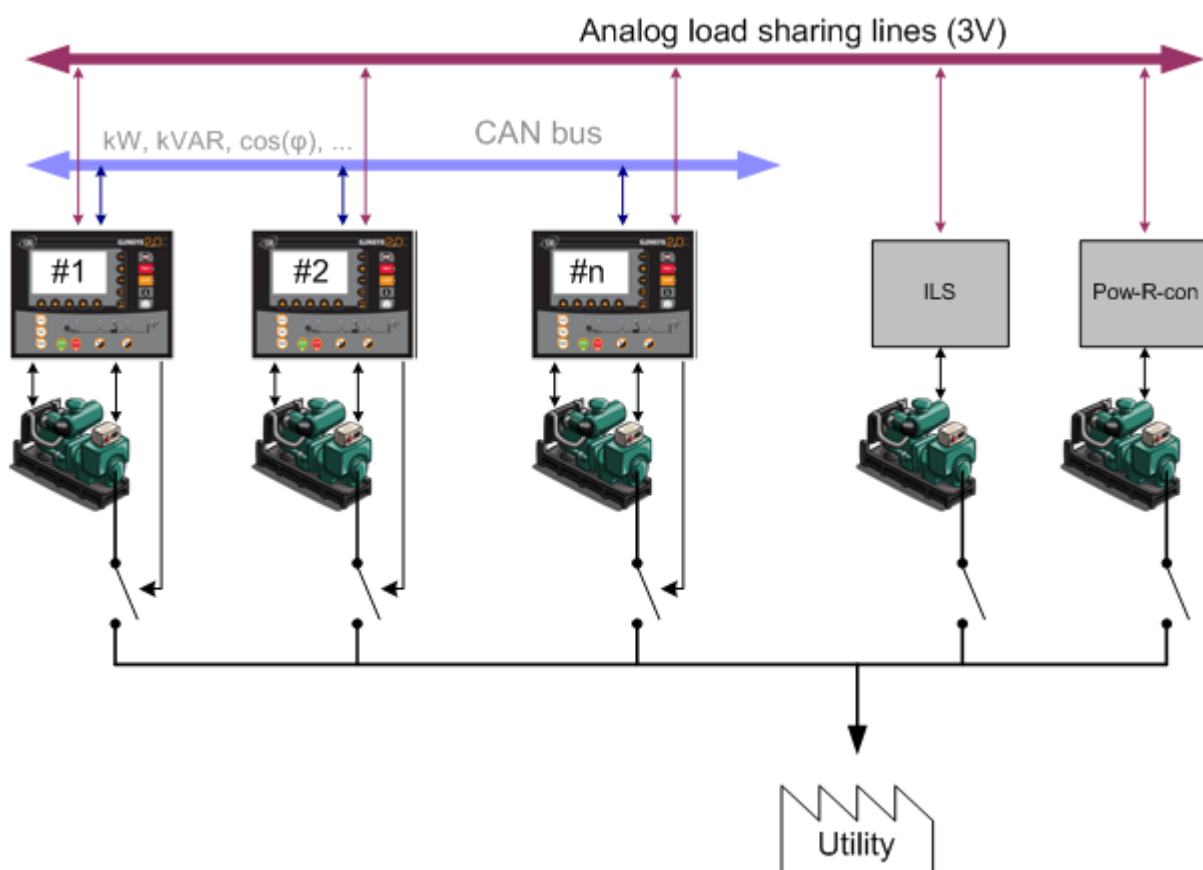 Analog load sharing lines (3V)
kW, kVAR, cos(φ), ...
CAN bus
#1
#2
#n
ILS
Pow-R-con
Utility